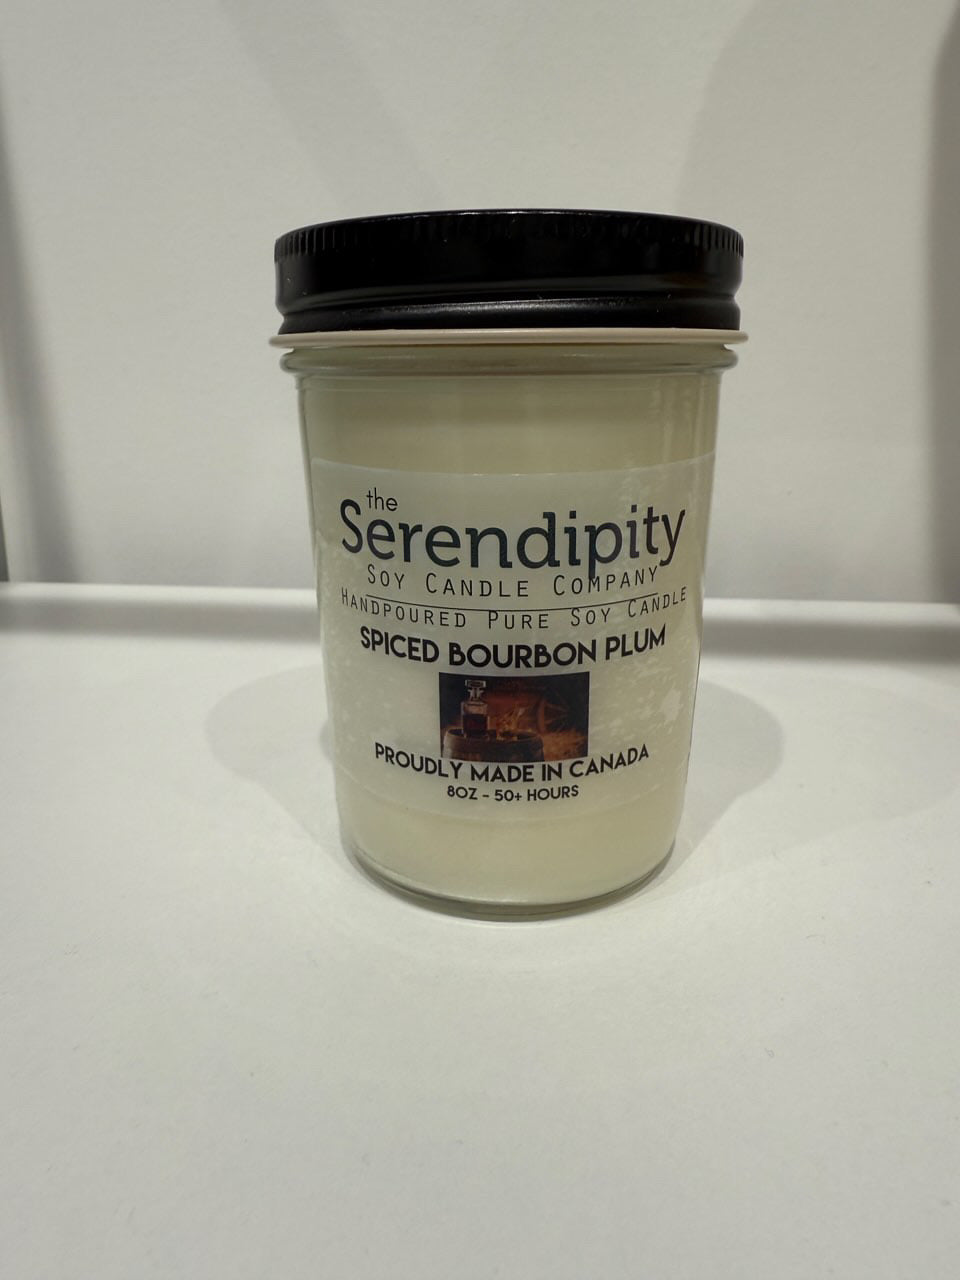 the
Serendipity
SOY CANDLE COMPANY
HANDPOURED PURE SOY CANDLE
SPICED BOURBON PLUM
PROUDLY MADE IN CANADA
8OZ - 50+ HOURS